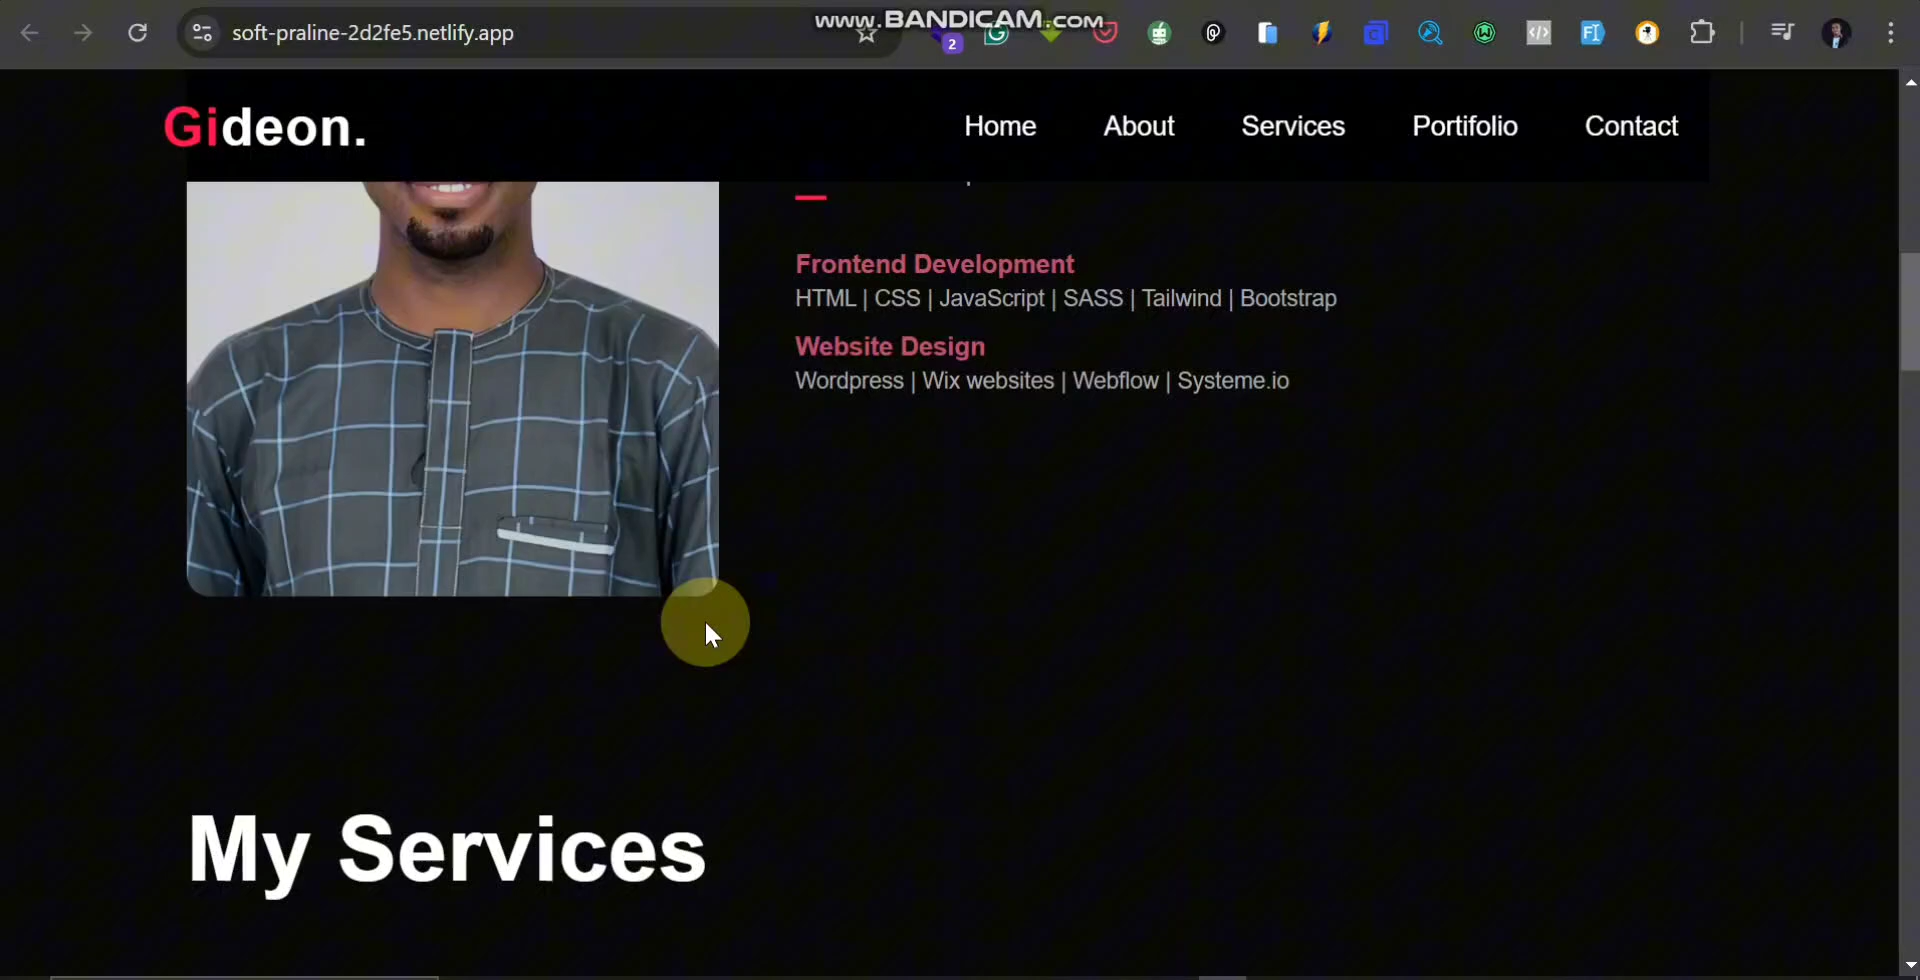 www.BANDICAM.com
soft-praline-2d2fe5.netlify.app
2
Gideon.
Home
About
Services
Portifolio
Contact
Frontend Development
HTML | CSS | JavaScript | SASS | Tailwind | Bootstrap
Website Design
Wordpress | Wix websites | Webflow | Systeme.io
My Services